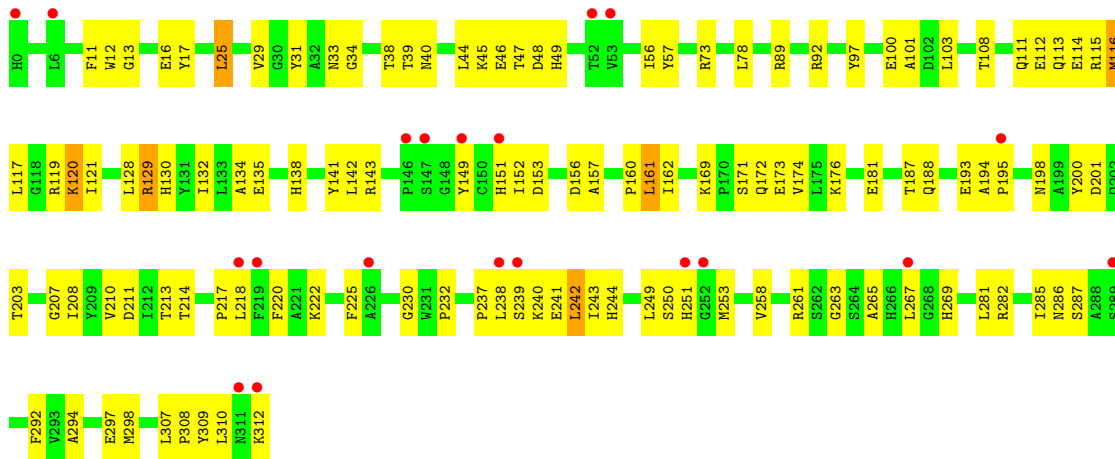 H0 L6 F11 W12 G13 E16 Y17 L25 V29 G30 Y31 A32 N33 G34 T38 T39 N40 L44 K45 E46 T47 D48 H49 T52 V53 I56 Y57 R73 L78 R89 R92 Y97 E100 A101 D102 L103 T108 Q111 E112 Q113 E114 R115 M116
L117 G118 R119 K120 I121 L128 R129 H130 Y131 I132 L133 A134 E135 H138 Y141 L142 R143 P146 S147 G148 Y149 C150 H151 I152 D153 D156 A157 P160 L161 I162 K169 P170 S171 Q172 E173 V174 L175 K176 E181 T187 Q188 E193 A194 P195 N198 A199 Y200 D201
T203 G207 I208 Y209 V210 D211 I212 T213 T214 P217 L218 F219 F220 A221 K222 F225 A226 G230 W231 P232 P237 L238 S239 K240 E241 L242 I243 H244 L249 S250 H251 G252 M253 V258 R261 S262 G263 S264 A265 H266 L267 G268 H269 L281 R282 I285 N286 S287 A288
F292 V293 A294 E297 M298 L307 P308 Y309 L310 N311 K312